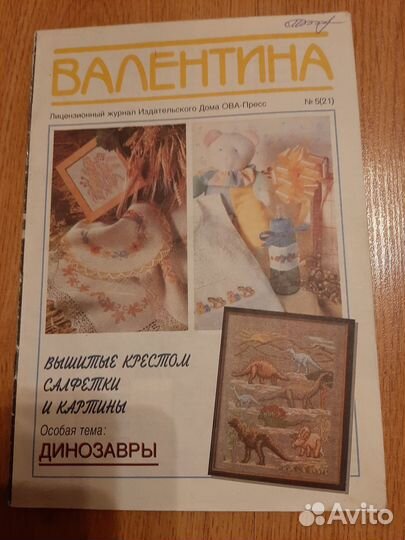 ВАЛЕНТИНА
Лицензионный журнал Издательского Дома ОВА-Пресс № 5(21)
ВЫШИТЫЕ КРЕСТОМ
САЛФЕТКИ
И КАРТИНЫ
Особая тема:
ДИНОЗАВРЫ
Avito